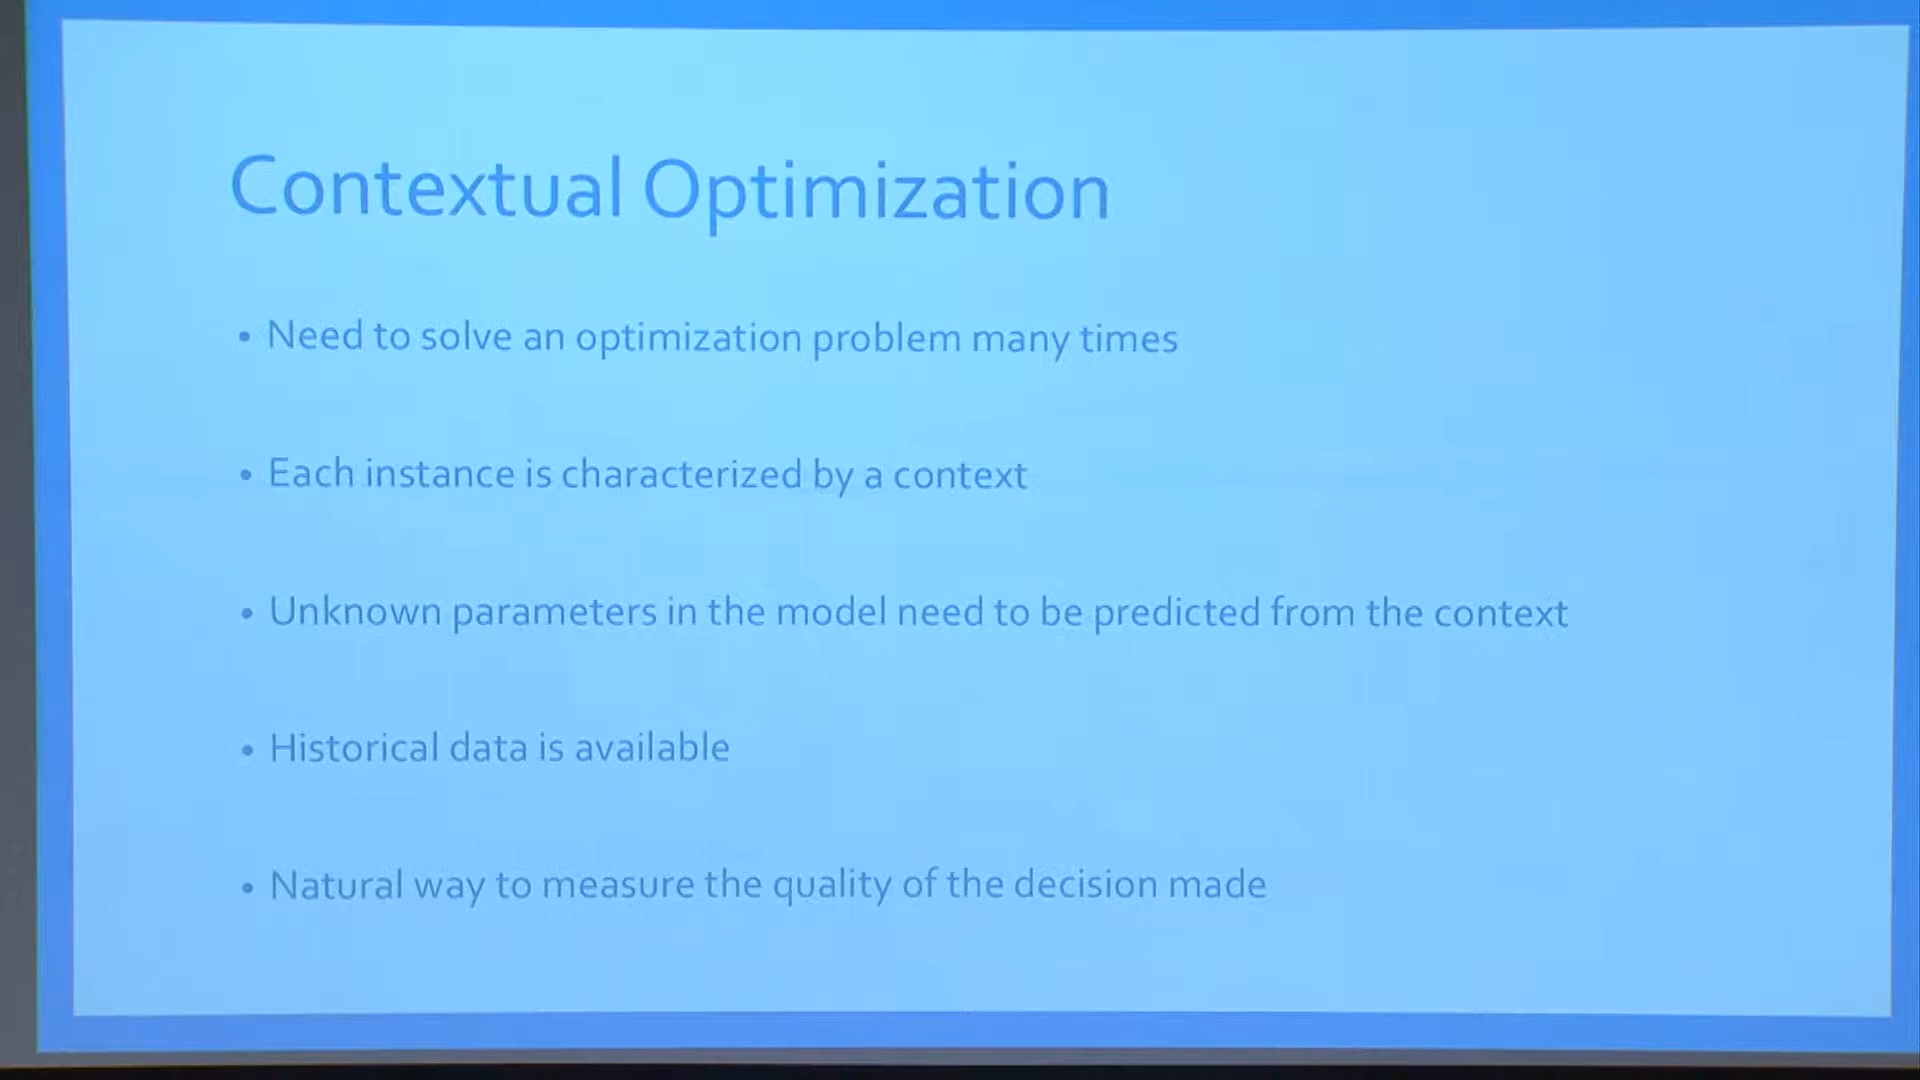 Contextual Optimization
• Need to solve an optimization problem many times
• Each instance is characterized by a context
• Unknown parameters in the model need to be predicted from the context
• Historical data is available
• Natural way to measure the quality of the decision made